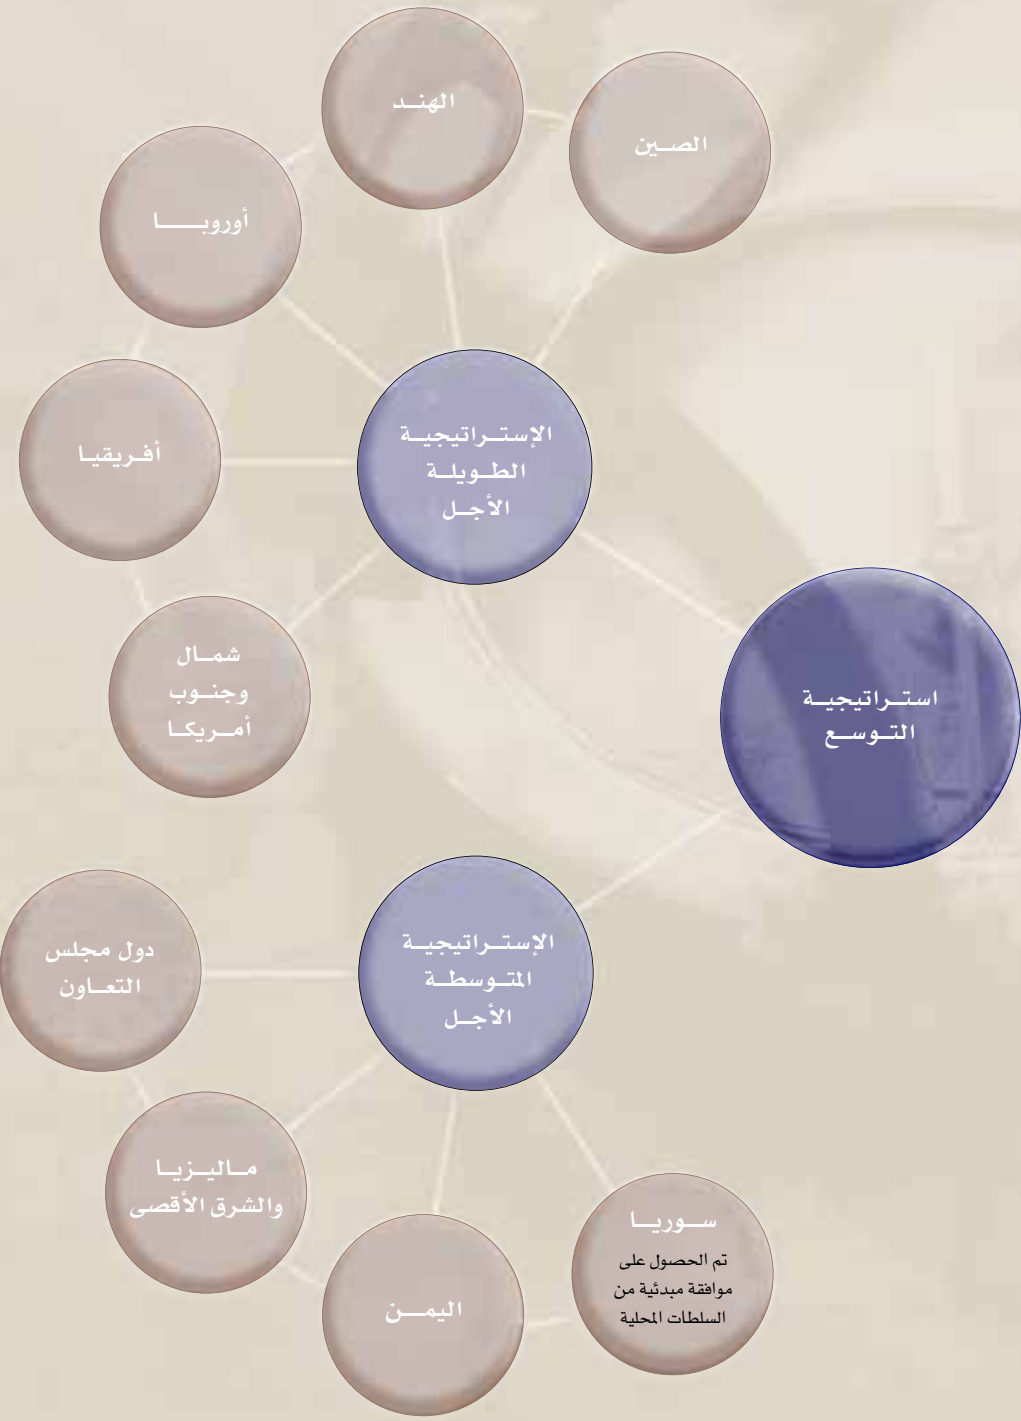 الهند
الصين
أوروبا
أفريقيا
الإستراتيجية
الطويلة
الأجل
شمال
وجنوب
أمريكا
استراتيجية
التوسع
الإستراتيجية
المتوسطة
الأجل
دول مجلس
التعاون
ماليزيا
والشرق الأقصى
اليمن
سوريا
تم الحصول على
موافقة مبدئية من
السلطات المحلية